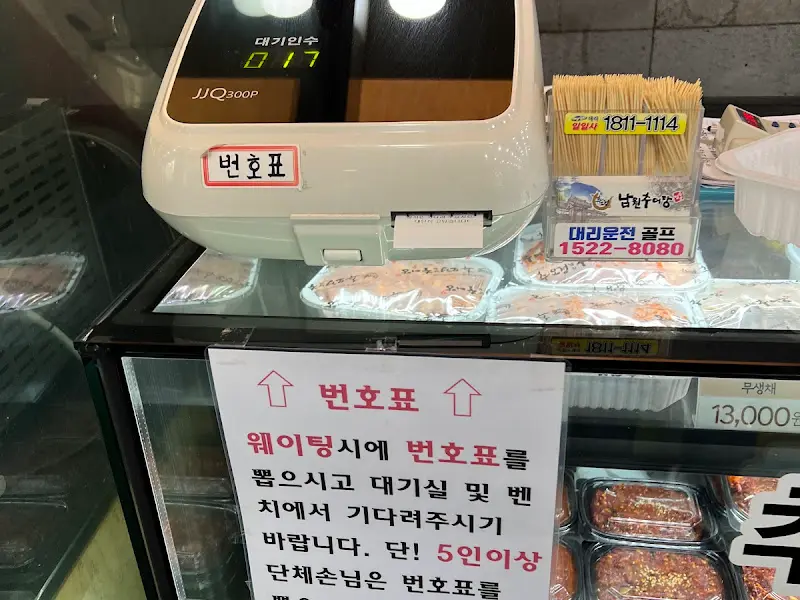 대기인수
017
JJQ300P
번호표
일일사 1811-1114
남원추어탕
대리운전 골프
1522-8080
번호표
웨이팅시에 번호표를
뽑으시고 대기실 및 벤
치에서 기다려주시기
바랍니다. 단! 5인이상
단체손님은 번호표를
무생채
13,000원